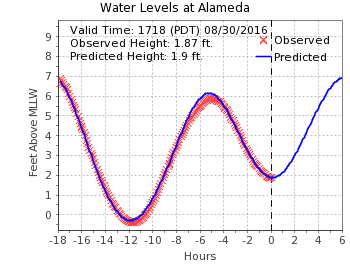 Water Levels at Alameda
Valid Time: 1718 (PDT) 08/30/2016
Observed Height: 1.87 ft.
Predicted Height: 1.9 ft.
Observed
Predicted
Feet Above MLLW
9
8
7
6
5
4
3
2
1
0
-18 -16 -14 -12 -10 -8 -6 -4 -2 0 2 4 6
Hours